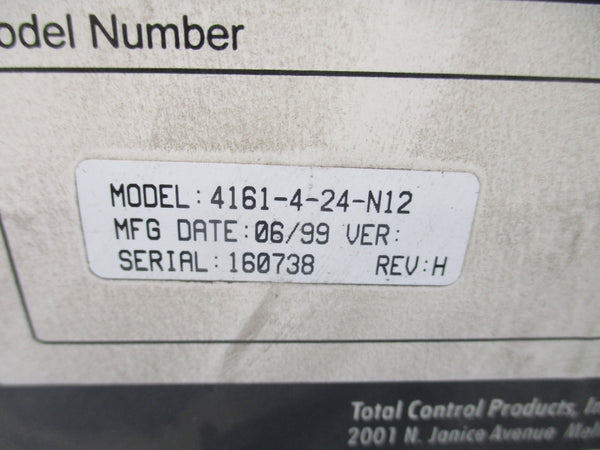 Model Number
MODEL: 4161-4-24-N12
MFG DATE: 06/99 VER:
SERIAL: 160738 REV: H
Total Control Products,
2001 N. Janice Avenue